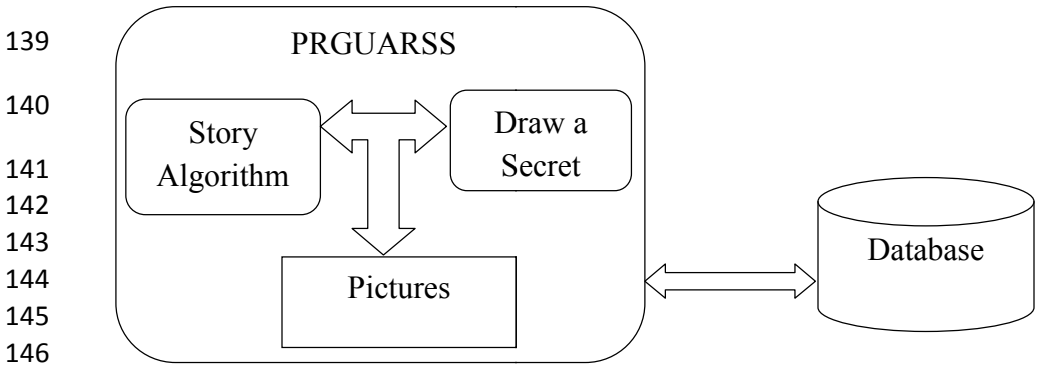 139
PRGUARSS
140
Story
Algorithm
Draw a
Secret
141
142
143
Database
144
Pictures
145
146